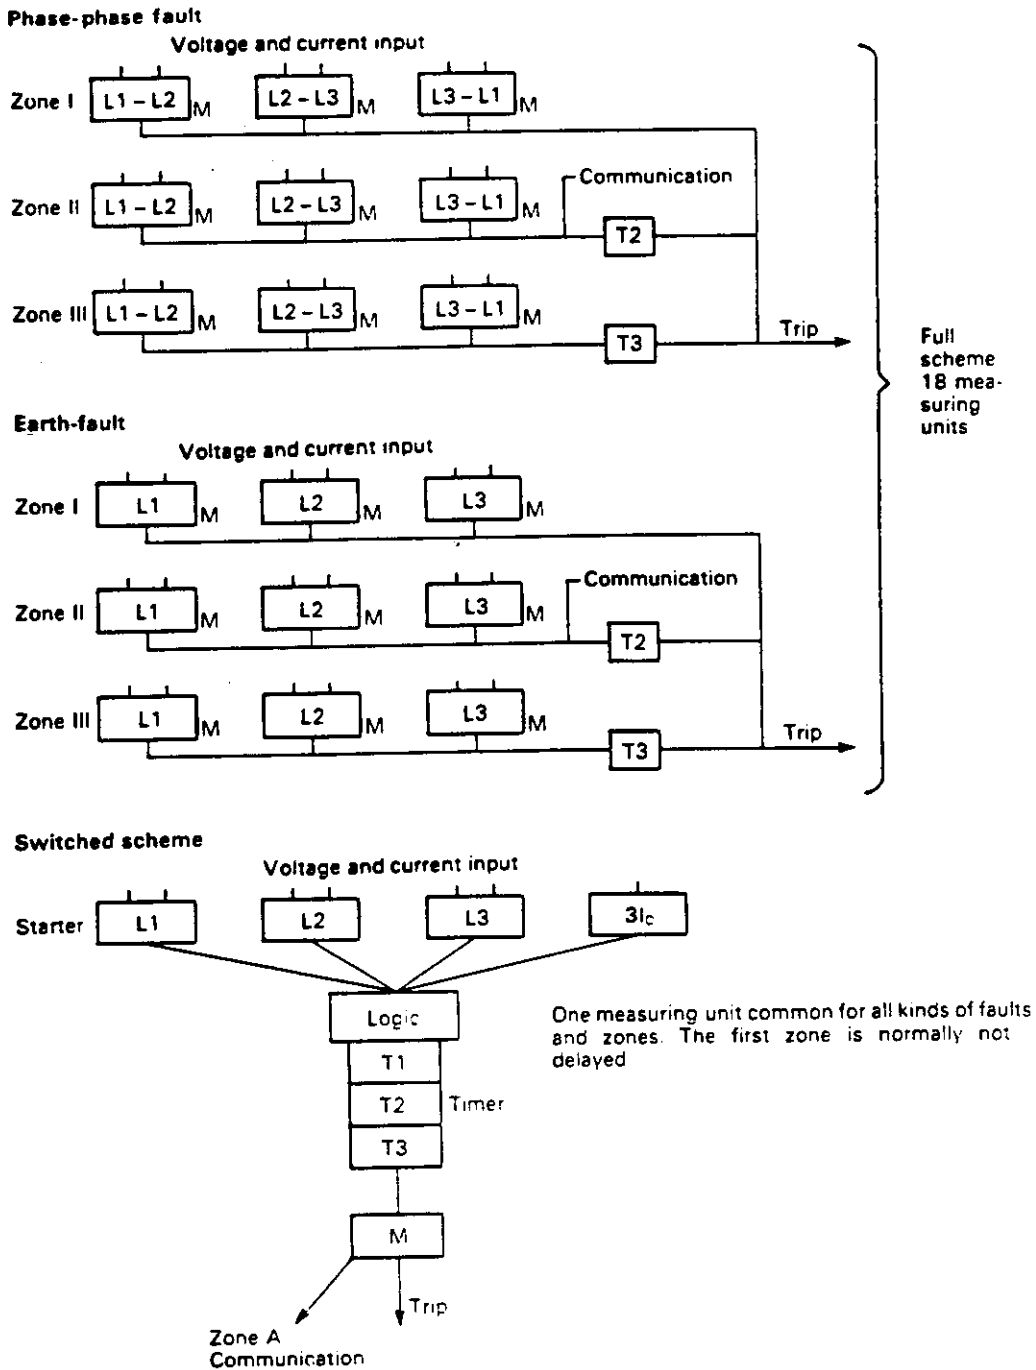 Phase-phase fault
Voltage and current input
Zone I L1 – L2 M L2 – L3 M L3 – L1 M
Communication
Zone II L1 – L2 M L2 – L3 M L3 – L1 M
T2
Zone III L1 – L2 M L2 – L3 M L3 – L1 M
T3 Trip
Full
scheme
18 mea-
suring
units
Earth-fault
Voltage and current input
Zone I L1 M L2 M L3 M
Communication
Zone II L1 M L2 M L3 M
T2
Zone III L1 M L2 M L3 M
T3 Trip
Switched scheme
Voltage and current input
Starter L1 L2 L3 3Ic
Logic
T1
T2 Timer
T3
M
One measuring unit common for all kinds of faults
and zones. The first zone is normally not
delayed
Trip
Zone A
Communication